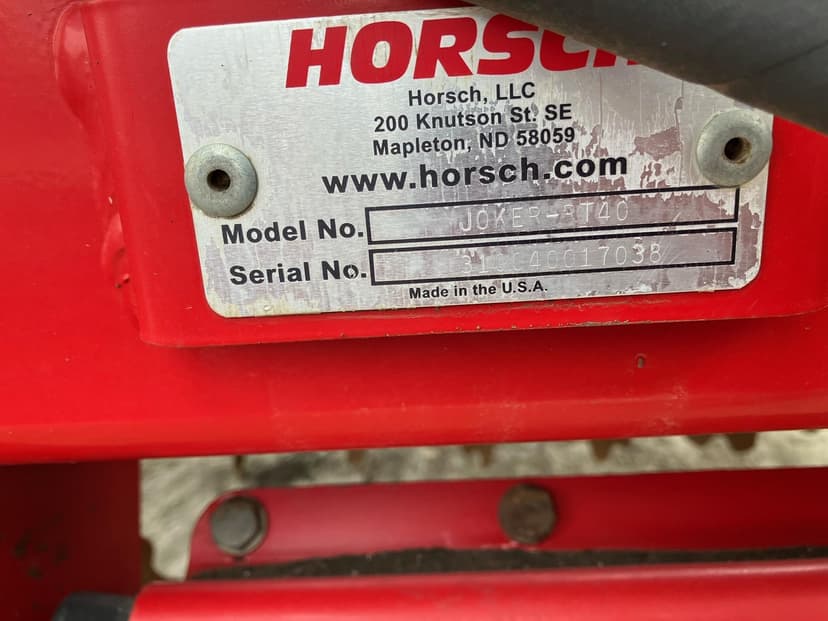 HORSCH
Horsch, LLC
200 Knutson St. SE
Mapleton, ND 58059
www.horsch.com
Model No. JOKER-RT40
Serial No.
Made in the U.S.A.